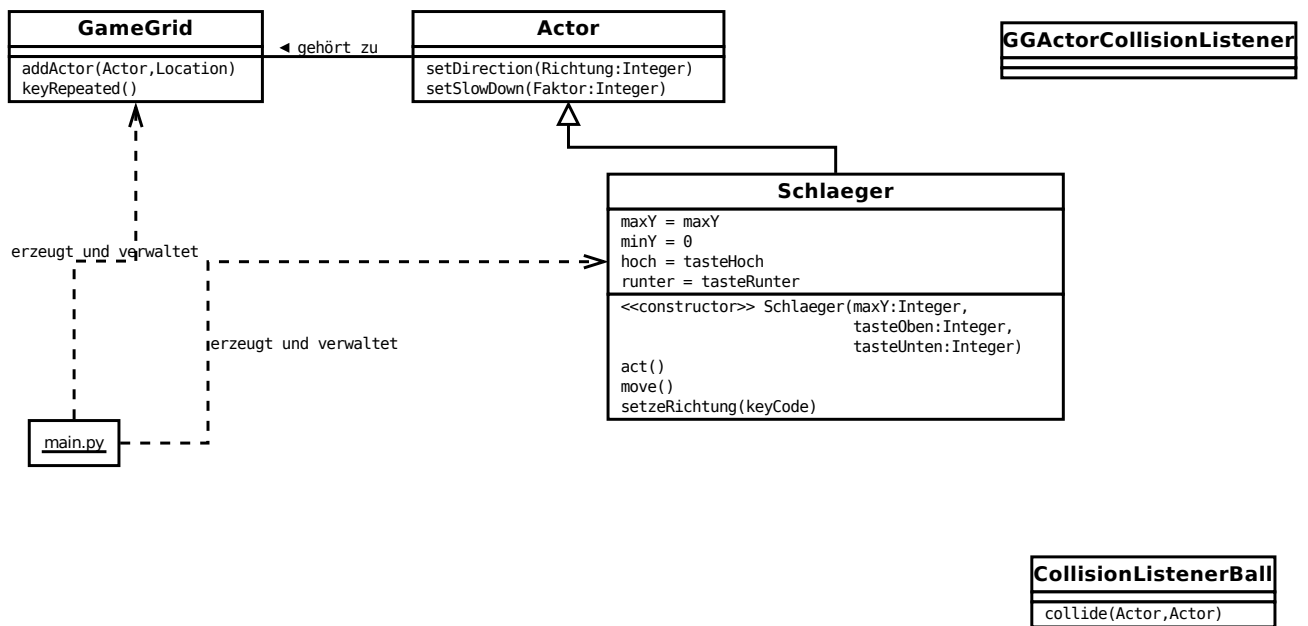 GameGrid
addActor(Actor,Location)
keyRepeated()
◄ gehört zu
Actor
setDirection(Richtung:Integer)
setSlowDown(Faktor:Integer)
GGActorCollisionListener
Schlaeger
maxY = maxY
minY = 0
hoch = tasteHoch
runter = tasteRunter
<<constructor>> Schlaeger(maxY:Integer,
tasteOben:Integer,
tasteUnten:Integer)
act()
move()
setzeRichtung(keyCode)
erzeugt und verwaltet
erzeugt und verwaltet
main.py
CollisionListenerBall
collide(Actor,Actor)